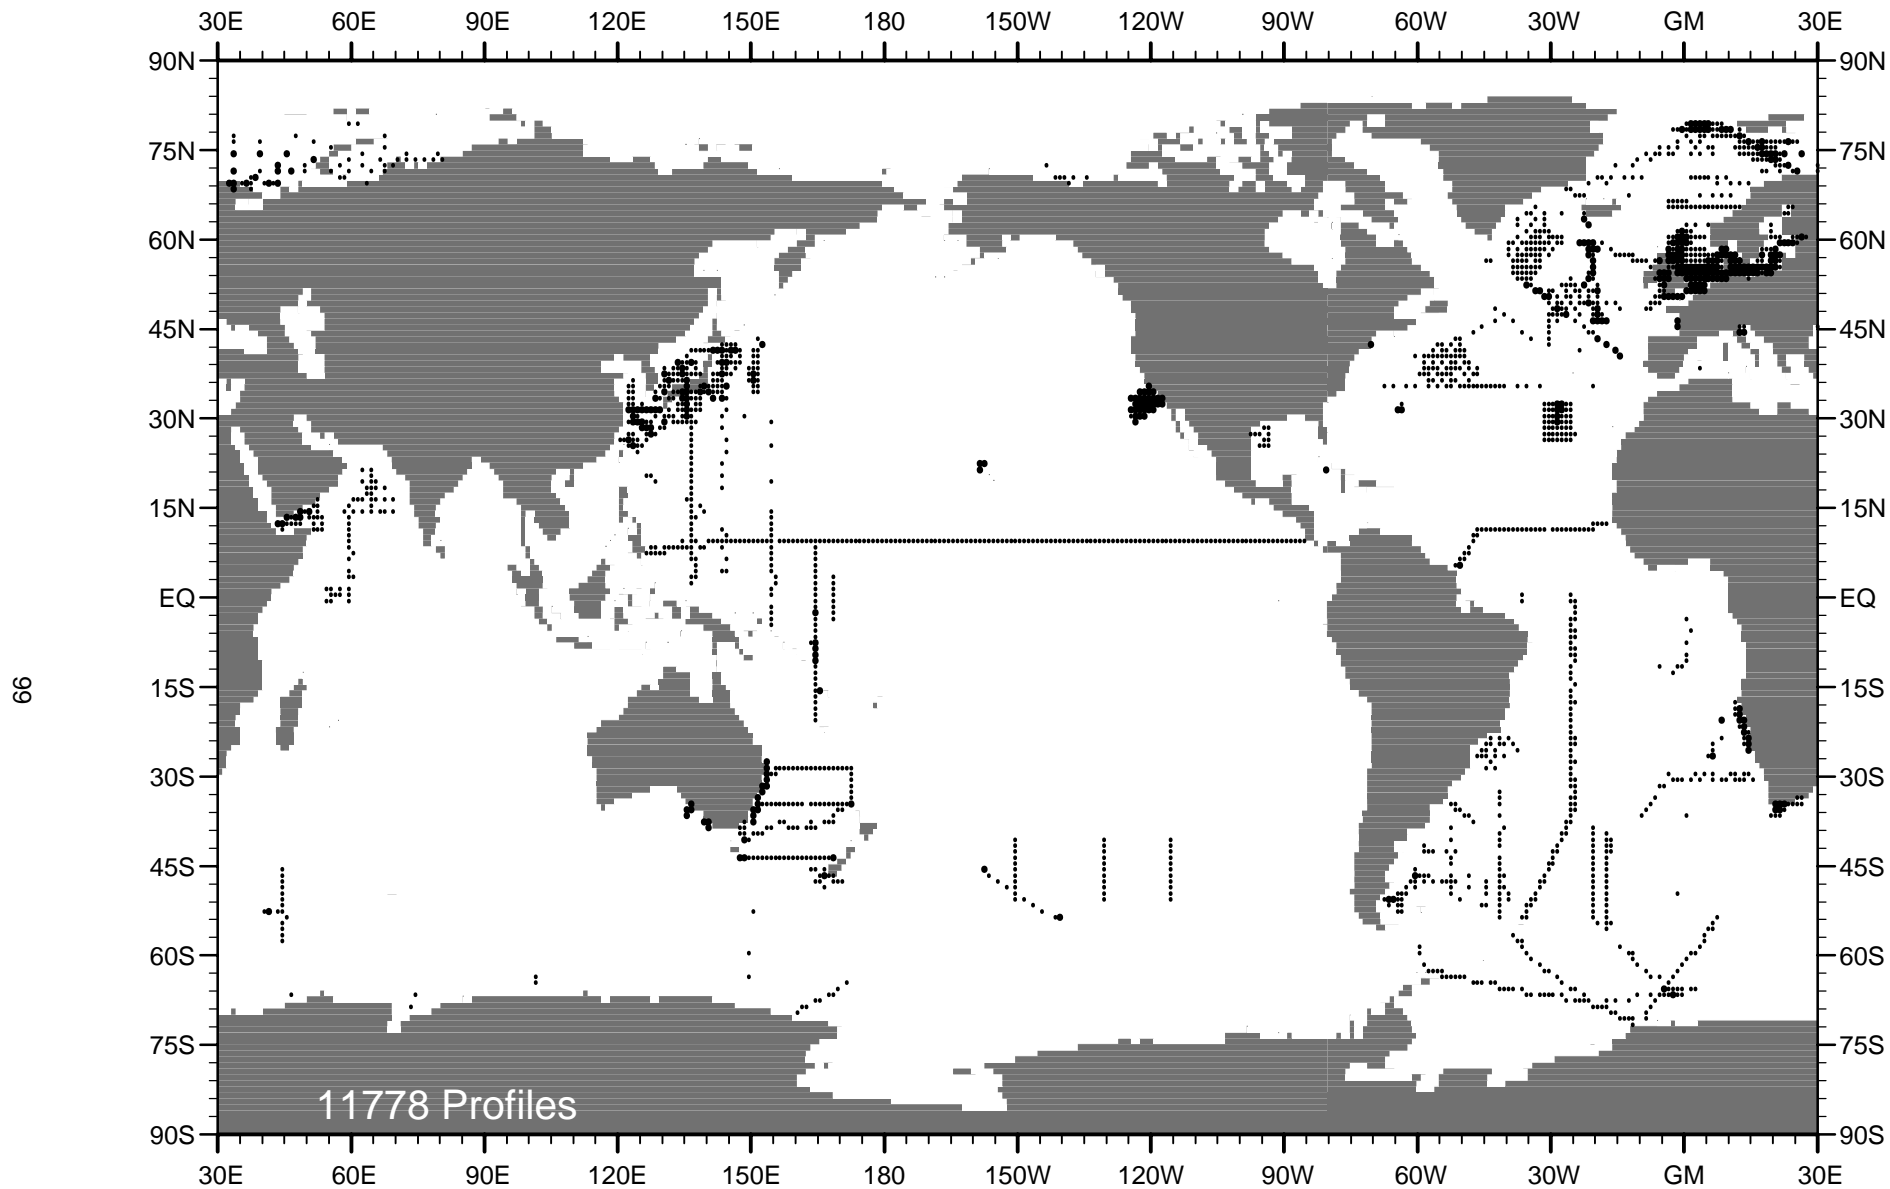 30E 60E 90E 120E 150E 180 150W 120W 90W 60W 30W GM 30E
90N 90N
75N 75N
60N 60N
45N 45N
30N 30N
15N 15N
EQ EQ
15S 15S
30S 30S
45S 45S
60S 60S
75S 75S
11778 Profiles
90S 90S
30E 60E 90E 120E 150E 180 150W 120W 90W 60W 30W GM 30E
66